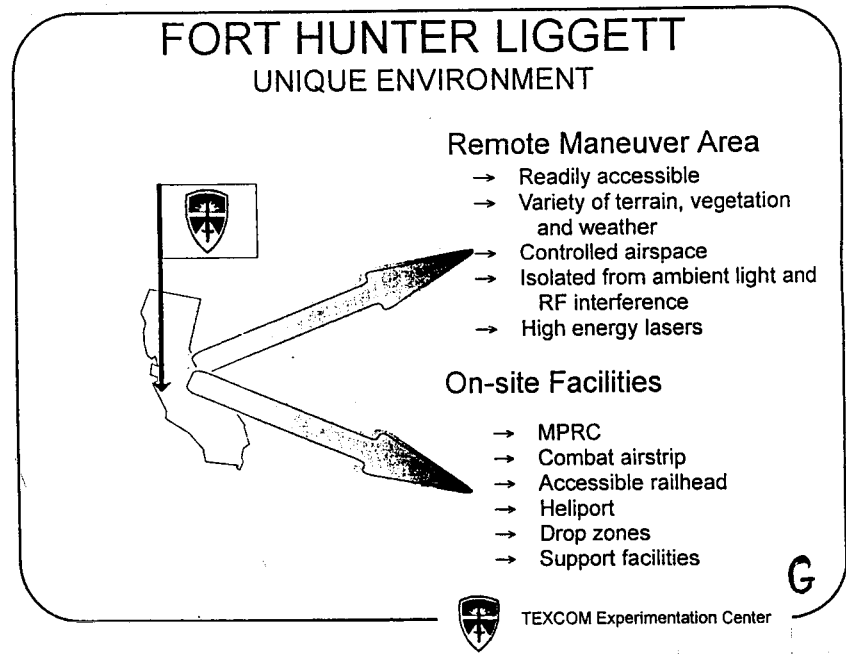 FORT HUNTER LIGGETT
UNIQUE ENVIRONMENT
Remote Maneuver Area
→ Readily accessible
→ Variety of terrain, vegetation
and weather
→ Controlled airspace
→ Isolated from ambient light and
RF interference
→ High energy lasers
On-site Facilities
→ MPRC
→ Combat airstrip
→ Accessible railhead
→ Heliport
→ Drop zones
→ Support facilities
G
TEXCOM Experimentation Center